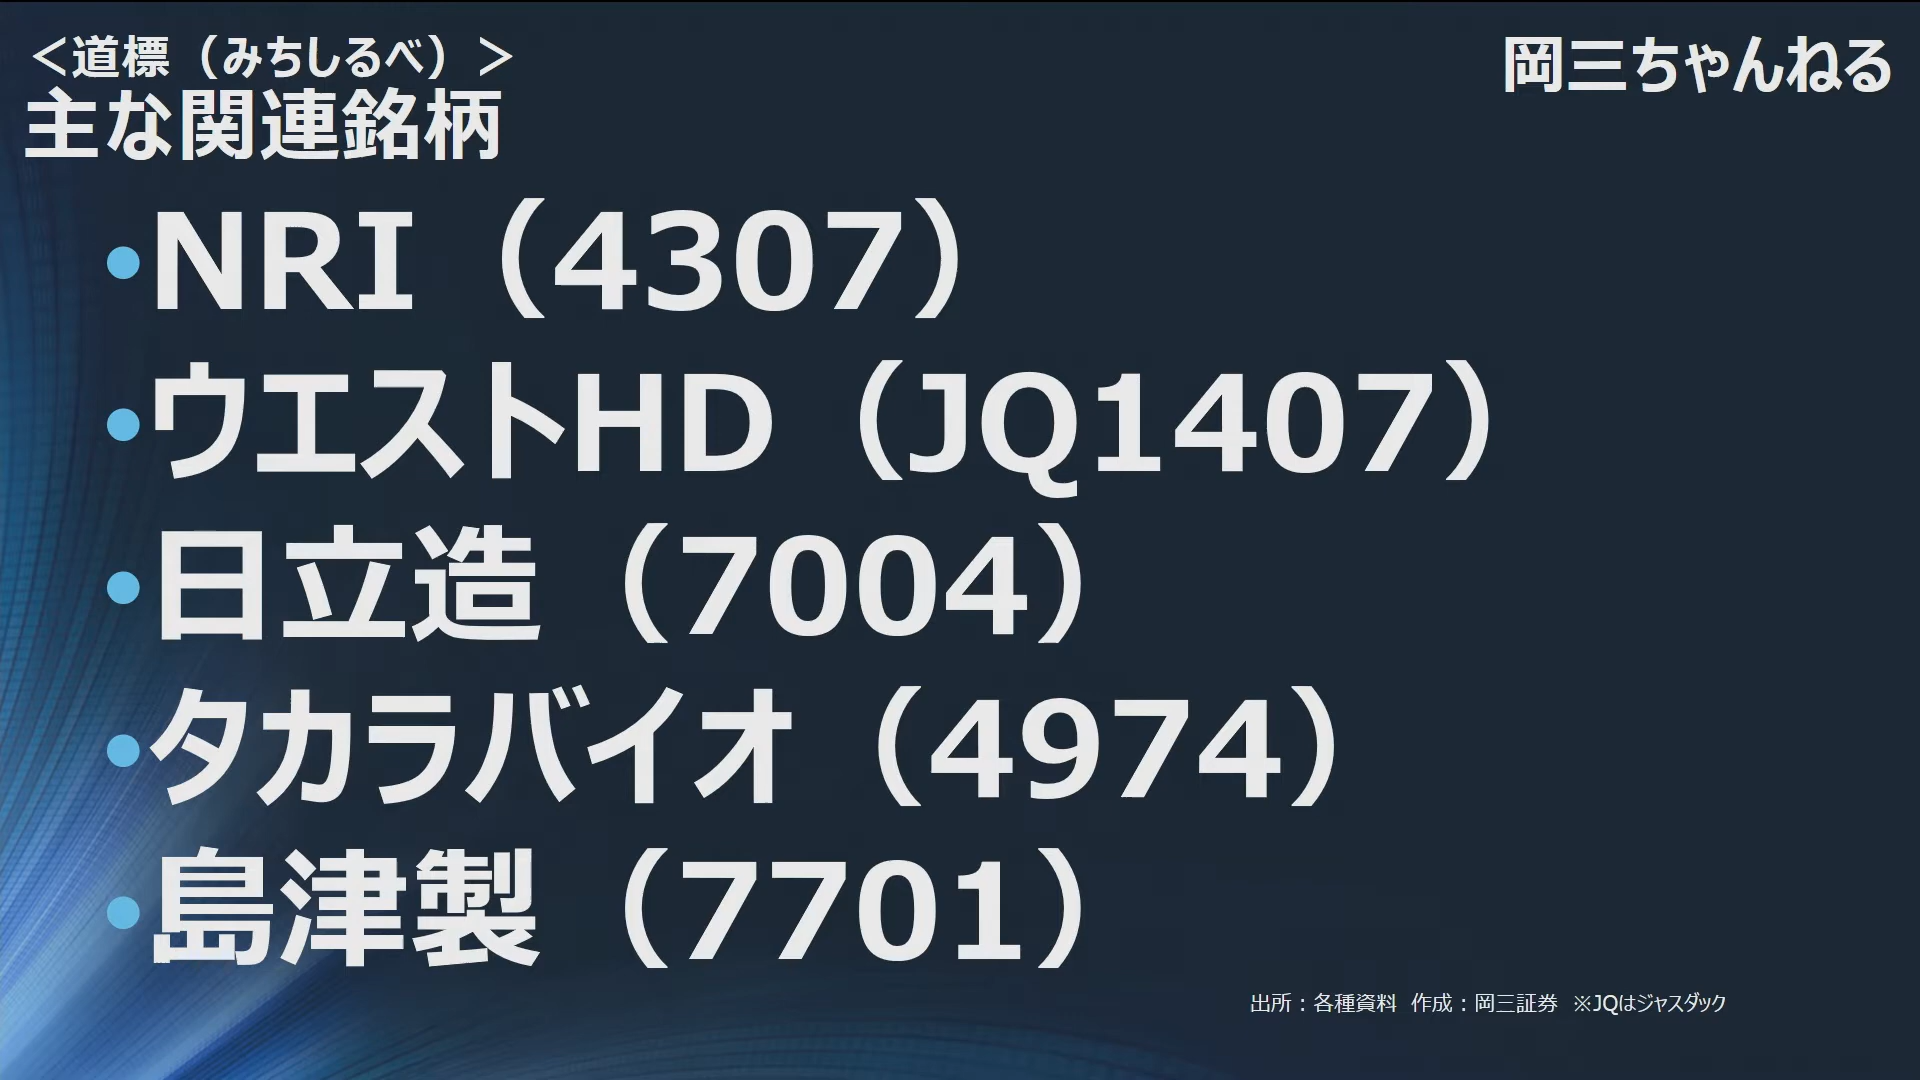 ＜道標（みちしるべ）＞
岡三ちゃんねる
主な関連銘柄
•NRI（4307）
•ウエストHD（JQ1407）
•日立造（7004）
•タカラバイオ（4974）
•島津製（7701）
出所：各種資料　作成：岡三証券　※JQはジャスダック